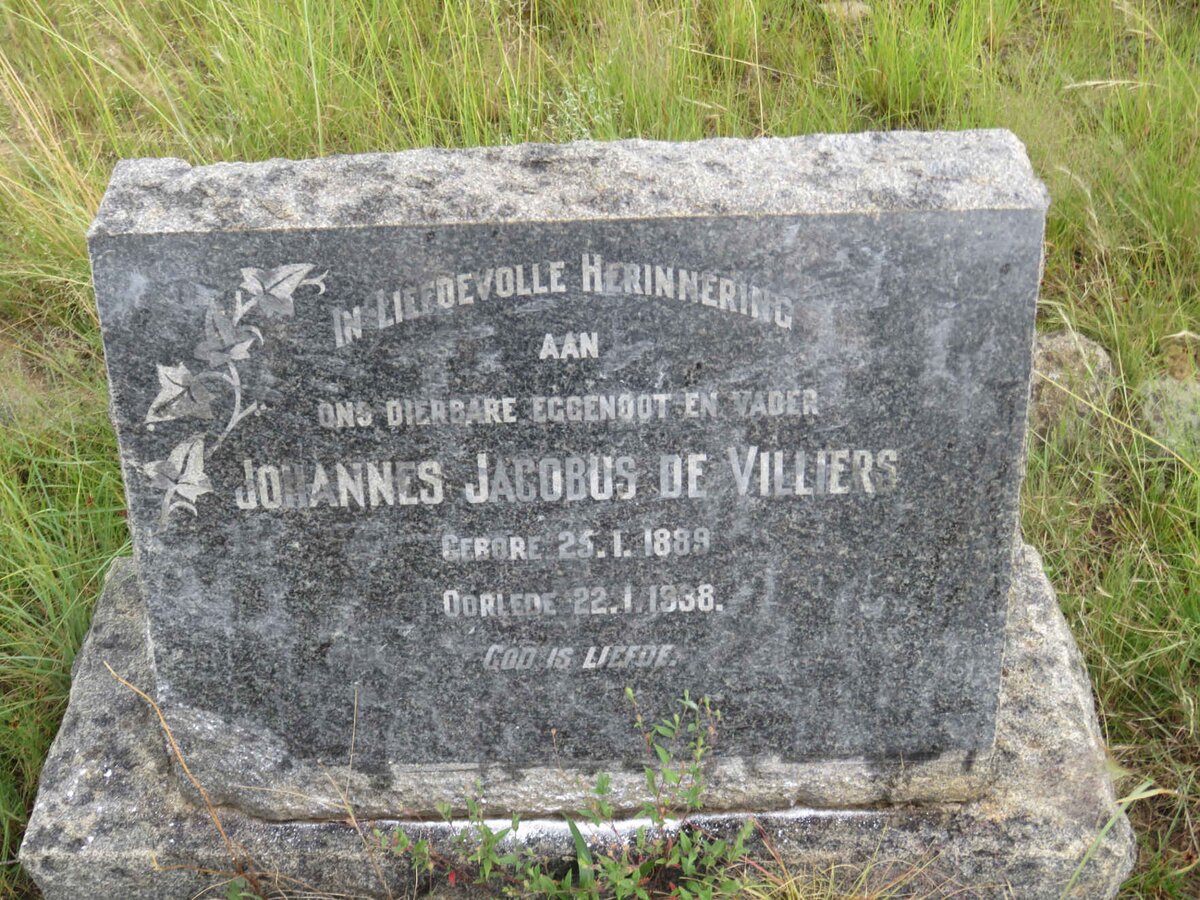 IN LIEFDEVOLLE HERINNERING
AAN
ONS DIERBARE EGGENOOT EN VADER
JOHANNES JACOBUS DE VILLIERS
GEBORE 25.1.1889
OORLEDE 22.1.1938.
GOD IS LIEFDE.